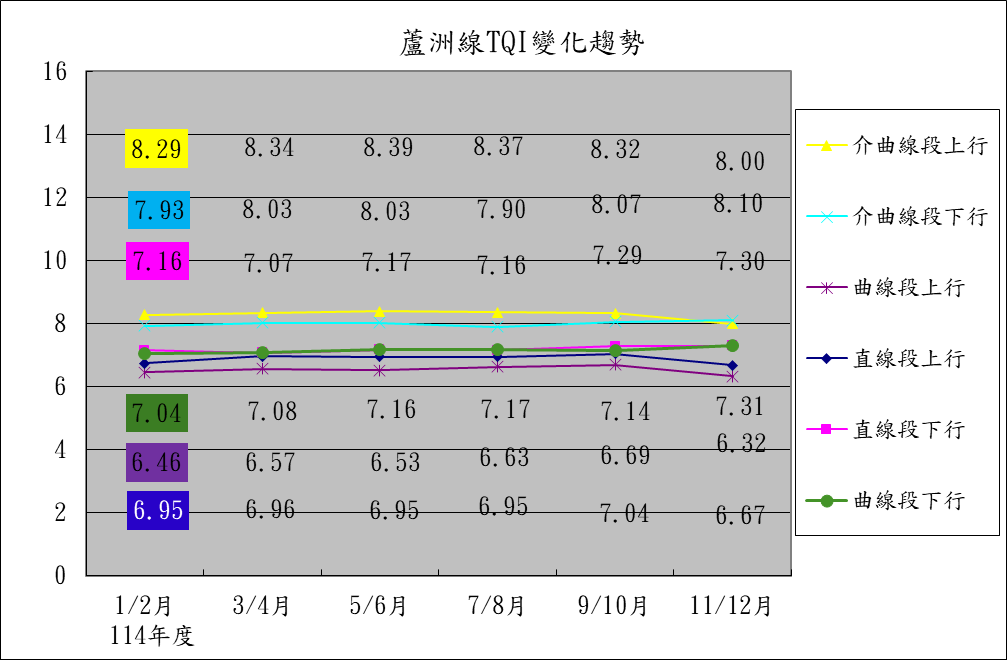 蘆洲線TQI變化趨勢
16
14
12
10
8
6
4
2
0
8.29 8.34 8.39 8.37 8.32 8.00
7.93 8.03 8.03 7.90 8.07 8.10
7.16 7.07 7.17 7.16 7.29 7.30
7.04 7.08 7.16 7.17 7.14 7.31
6.46 6.57 6.53 6.63 6.69 6.32
6.95 6.96 6.95 6.95 7.04 6.67
1/2月 3/4月 5/6月 7/8月 9/10月 11/12月
114年度
介曲線段上行
介曲線段下行
曲線段上行
直線段上行
直線段下行
曲線段下行